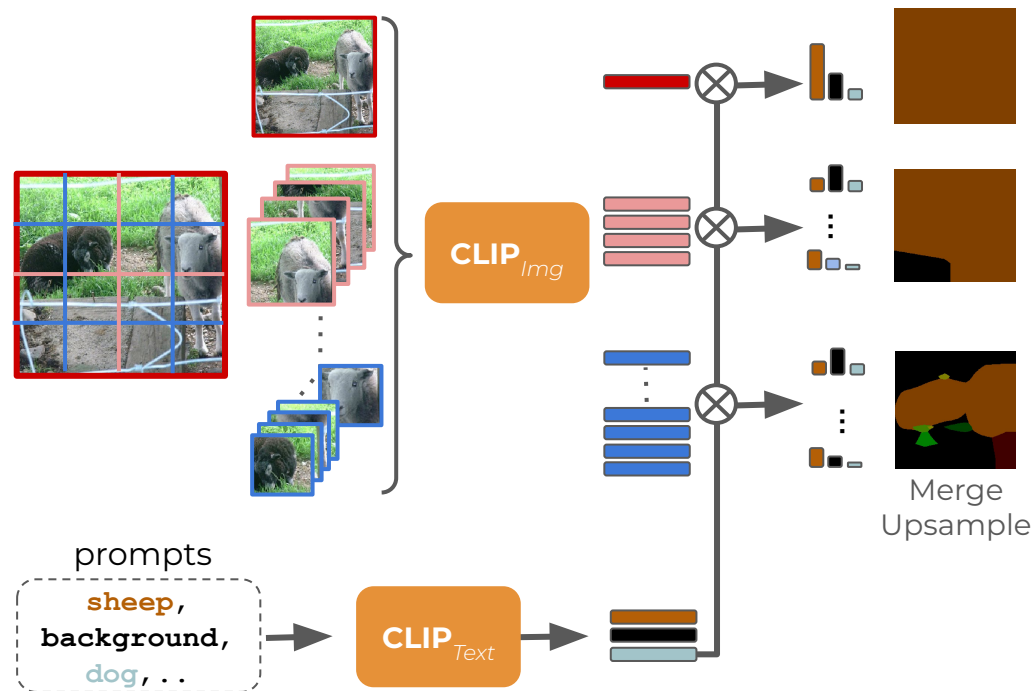 CLIP Img
Merge
Upsample
prompts
sheep,
background,
dog,..
CLIP Text